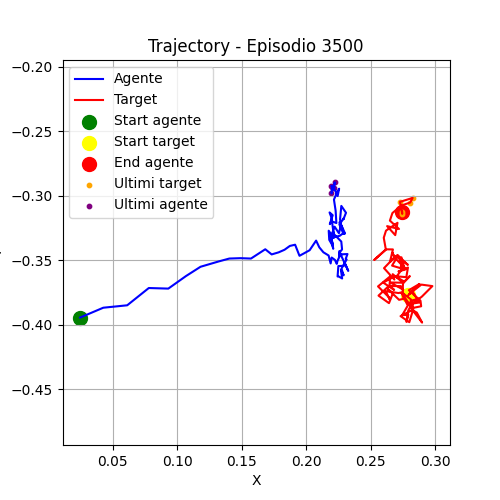 Trajectory - Episodio 3500
−0.20
−0.25
−0.30
−0.35
−0.40
−0.45
Agente
Target
Start agente
Start target
End agente
Ultimi target
Ultimi agente
0.05
0.10
0.15
0.20
0.25
0.30
X